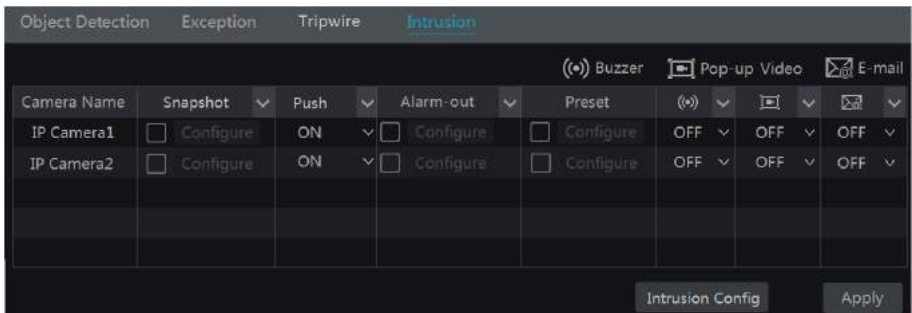 Object Detection Exception Tripwire Intrusion
Buzzer Pop-up Video E-mail
Camera Name Snapshot Push Alarm-out Preset
IP Camera1 Configure ON Configure Configure OFF OFF OFF
IP Camera2 Configure ON Configure Configure OFF OFF OFF
Intrusion Config Apply